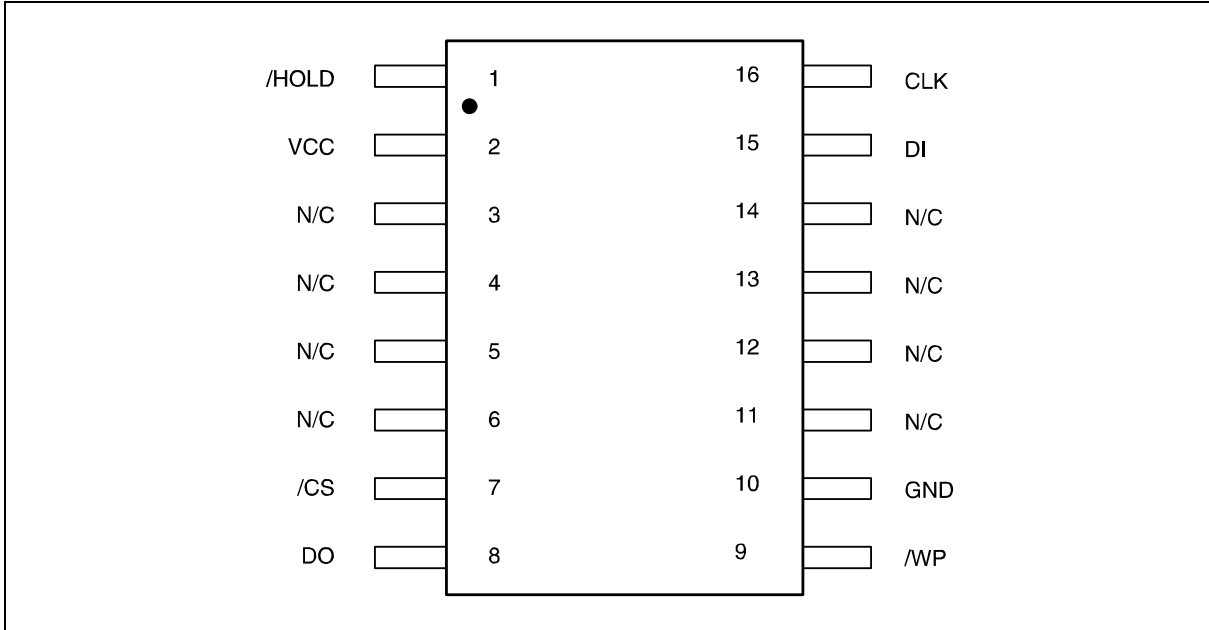 /HOLD 1 16 CLK
VCC 2 15 DI
N/C 3 14 N/C
N/C 4 13 N/C
N/C 5 12 N/C
N/C 6 11 N/C
/CS 7 10 GND
DO 8 9 /WP